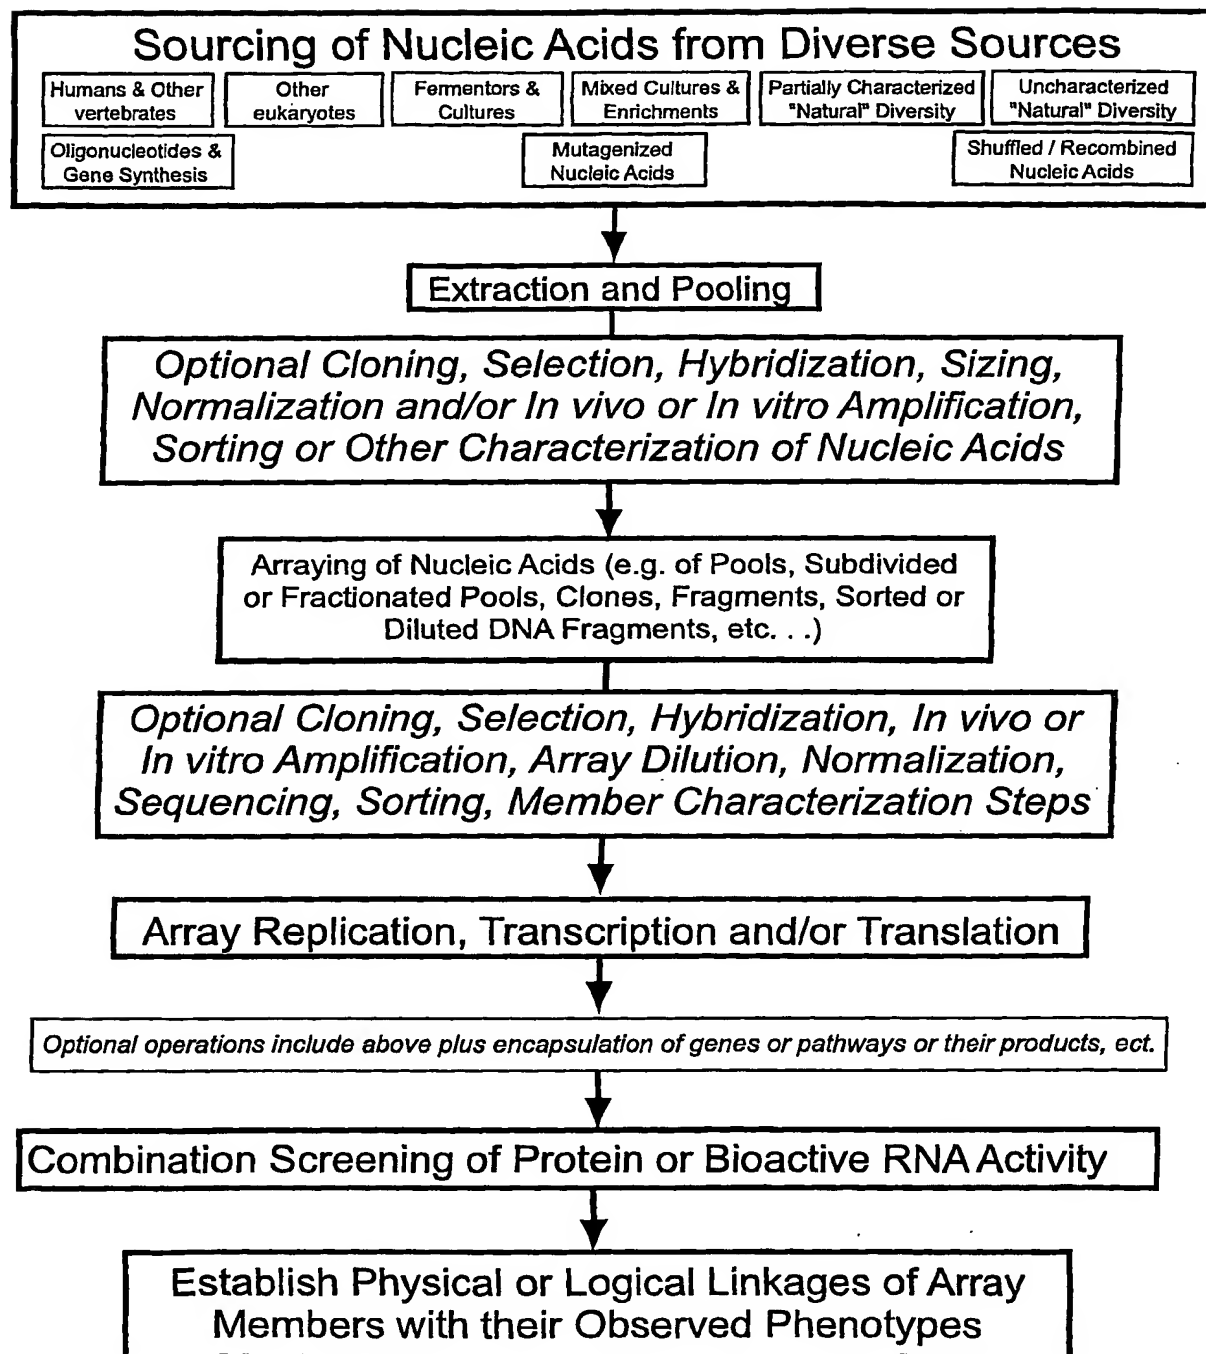 Sourcing of Nucleic Acids from Diverse Sources
Humans & Other
vertebrates
Other
eukaryotes
Fermentors &
Cultures
Mixed Cultures &
Enrichments
Partially Characterized
"Natural" Diversity
Uncharacterized
"Natural" Diversity
Oligonucleotides &
Gene Synthesis
Mutagenized
Nucleic Acids
Shuffled / Recombined
Nucleic Acids
Extraction and Pooling
Optional Cloning, Selection, Hybridization, Sizing,
Normalization and/or In vivo or In vitro Amplification,
Sorting or Other Characterization of Nucleic Acids
Arraying of Nucleic Acids (e.g. of Pools, Subdivided
or Fractionated Pools, Clones, Fragments, Sorted or
Diluted DNA Fragments, etc. . .)
Optional Cloning, Selection, Hybridization, In vivo or
In vitro Amplification, Array Dilution, Normalization,
Sequencing, Sorting, Member Characterization Steps
Array Replication, Transcription and/or Translation
Optional operations include above plus encapsulation of genes or pathways or their products, ect.
Combination Screening of Protein or Bioactive RNA Activity
Establish Physical or Logical Linkages of Array
Members with their Observed Phenotypes